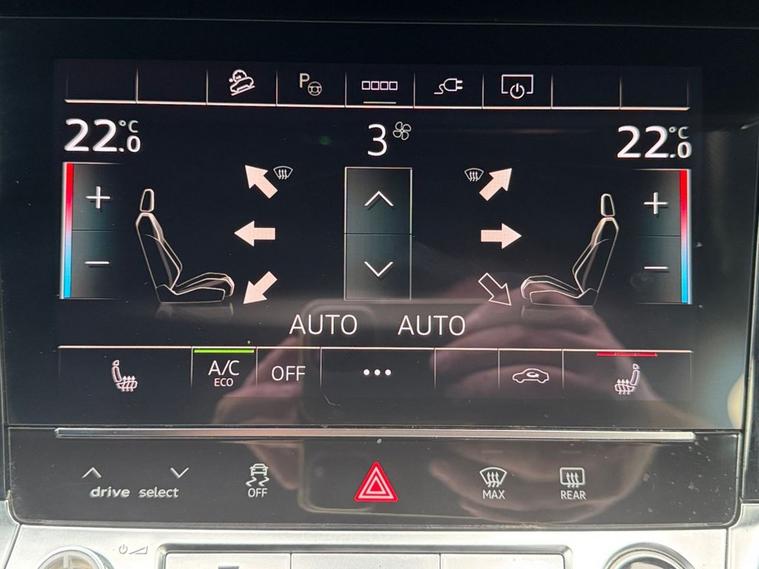 P
22.0 °C
3
22.0 °C
AUTO AUTO
A/C
ECO
OFF
drive select
OFF
MAX
REAR